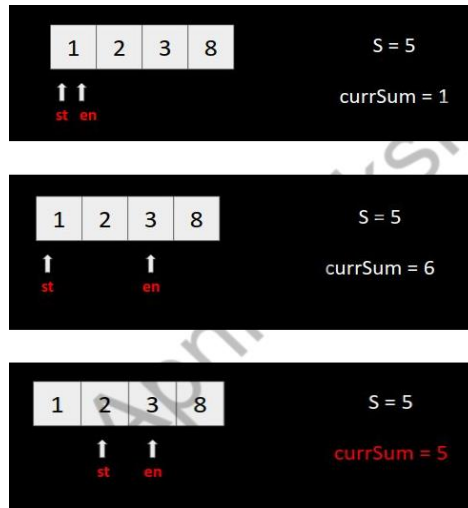 1 2 3 8 S = 5
currSum = 1
st en
1 2 3 8 S = 5
currSum = 6
st en
1 2 3 8 S = 5
currSum = 5
st en